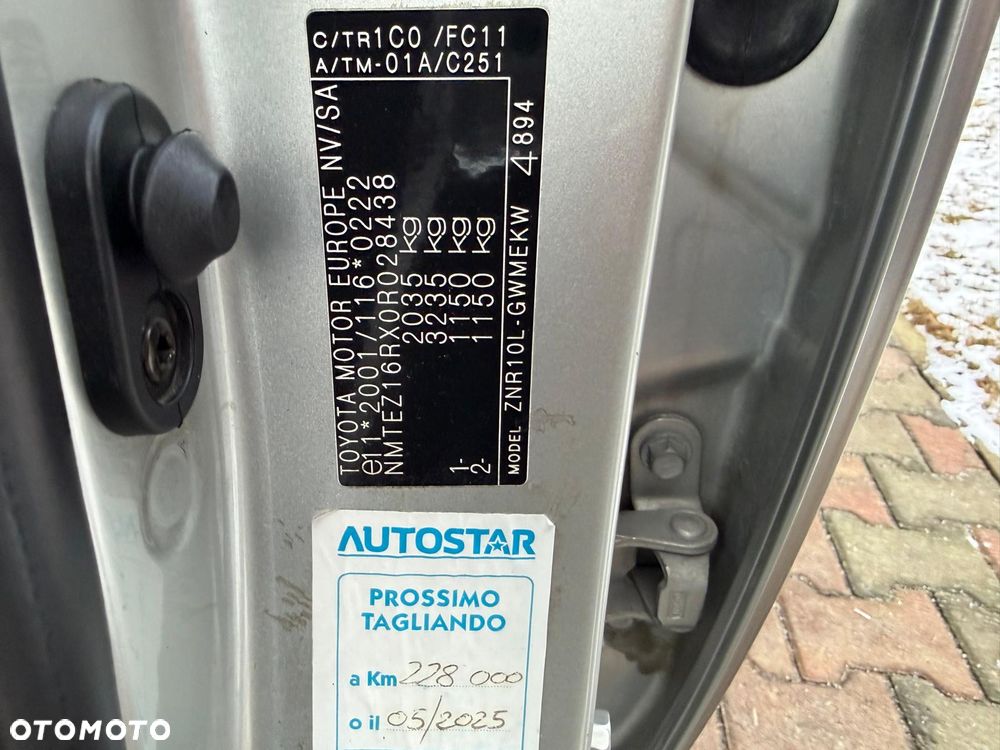 C/TR1C0 /FC11
A/TM-01A/C251
TOYOTA MOTOR EUROPE NV/SA
e11*2001/116*0222
NMTEZ16RX0R028438
2035 kg
3235 kg
1- 1150 kg
2- 1150 kg
MODEL ZNR10L-GWMEKW 4894
AUTOSTAR
PROSSIMO
TAGLIANDO
a Km 228 000
o il 05/2025
OTOMOTO